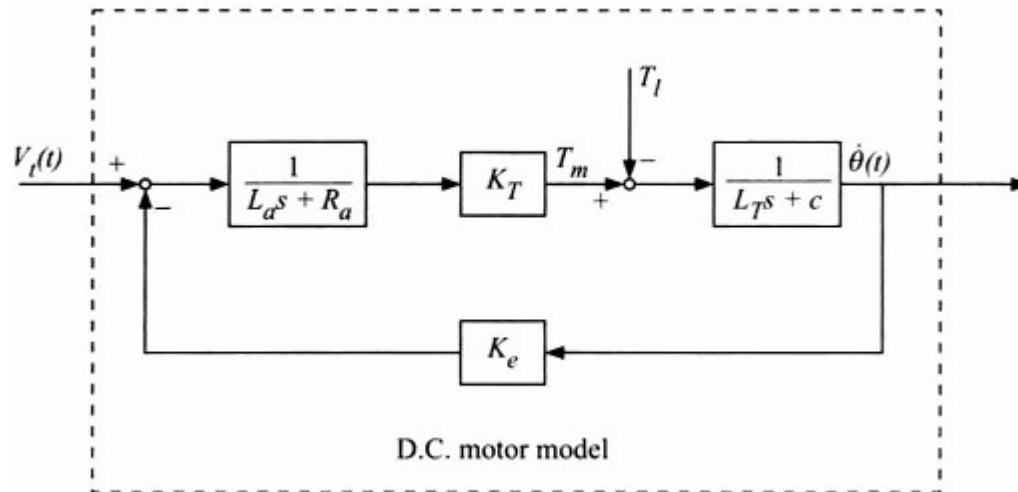 T_l
V_t(t)
+
−
1
L_a s + R_a
K_T
T_m
+
−
1
L_T s + c
θ̇(t)
K_e
D.C. motor model